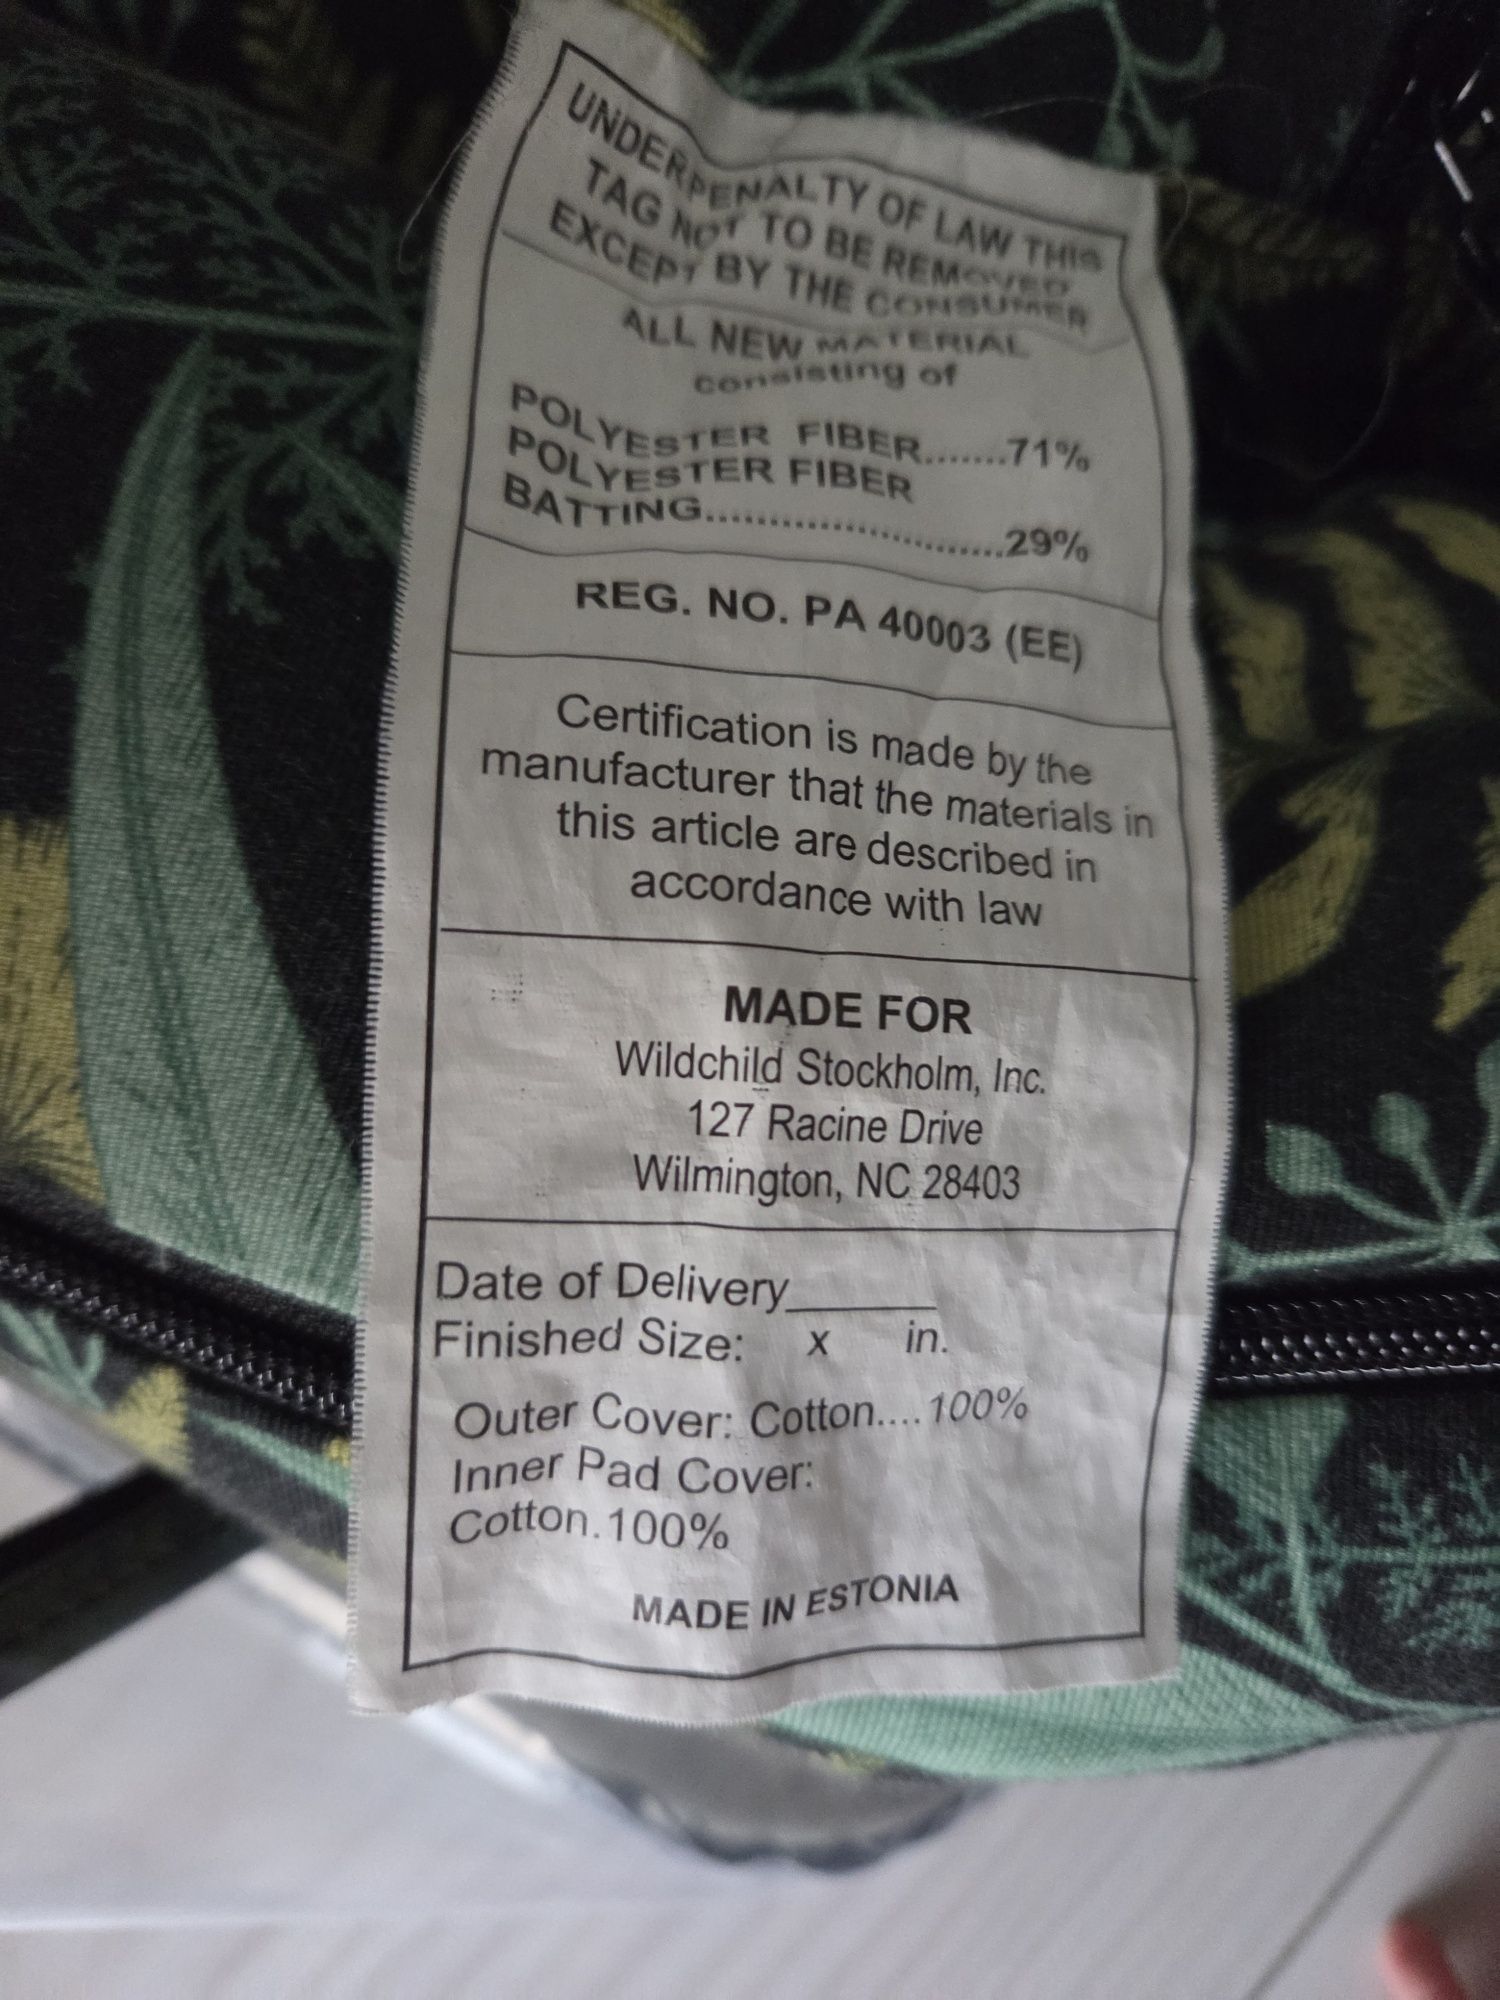 UNDER PENALTY OF LAW THIS
TAG NOT TO BE REMOVED
EXCEPT BY THE CONSUMER
ALL NEW MATERIAL
consisting of
POLYESTER FIBER.......71%
POLYESTER FIBER
BATTING..........................29%
REG. NO. PA 40003 (EE)
Certification is made by the
manufacturer that the materials in
this article are described in
accordance with law
MADE FOR
Wildchild Stockholm, Inc.
127 Racine Drive
Wilmington, NC 28403
Date of Delivery_______
Finished Size: x in.
Outer Cover: Cotton....100%
Inner Pad Cover:
Cotton.100%
MADE IN ESTONIA